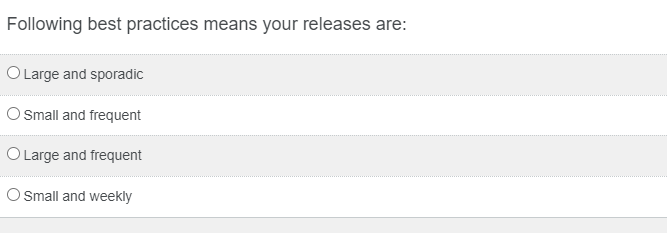 Following best practices means your releases are:
Large and sporadic
Small and frequent
Large and frequent
Small and weekly